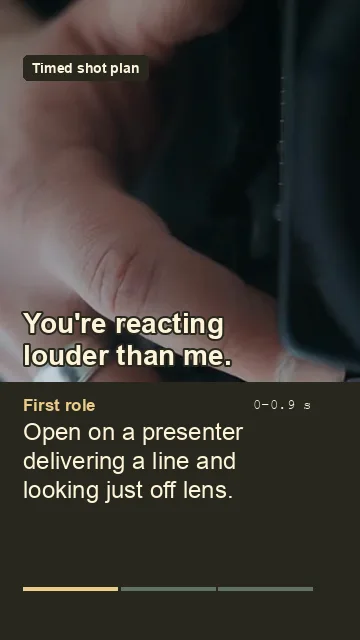 Timed shot plan
You're reacting
louder than me.
First role
0-0.9 s
Open on a presenter
delivering a line and
looking just off lens.